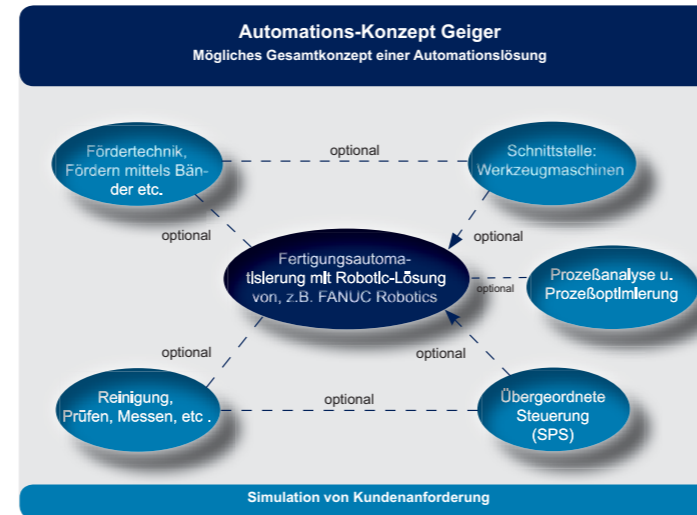 Automations-Konzept Geiger
Mögliches Gesamtkonzept einer Automationslösung
optional
Fördertechnik,
Fördern mittels Bän-
der etc.
Schnittstelle:
Werkzeugmaschinen
optional
optional
Fertigungsautoma-
tisierung mit Robotic-Lösung
von, z.B. FANUC Robotics
optional
Prozeßanalyse u.
Prozeßoptimierung
optional
optional
Reinigung,
Prüfen, Messen, etc .
optional
Übergeordnete
Steuerung
(SPS)
Simulation von Kundenanforderung